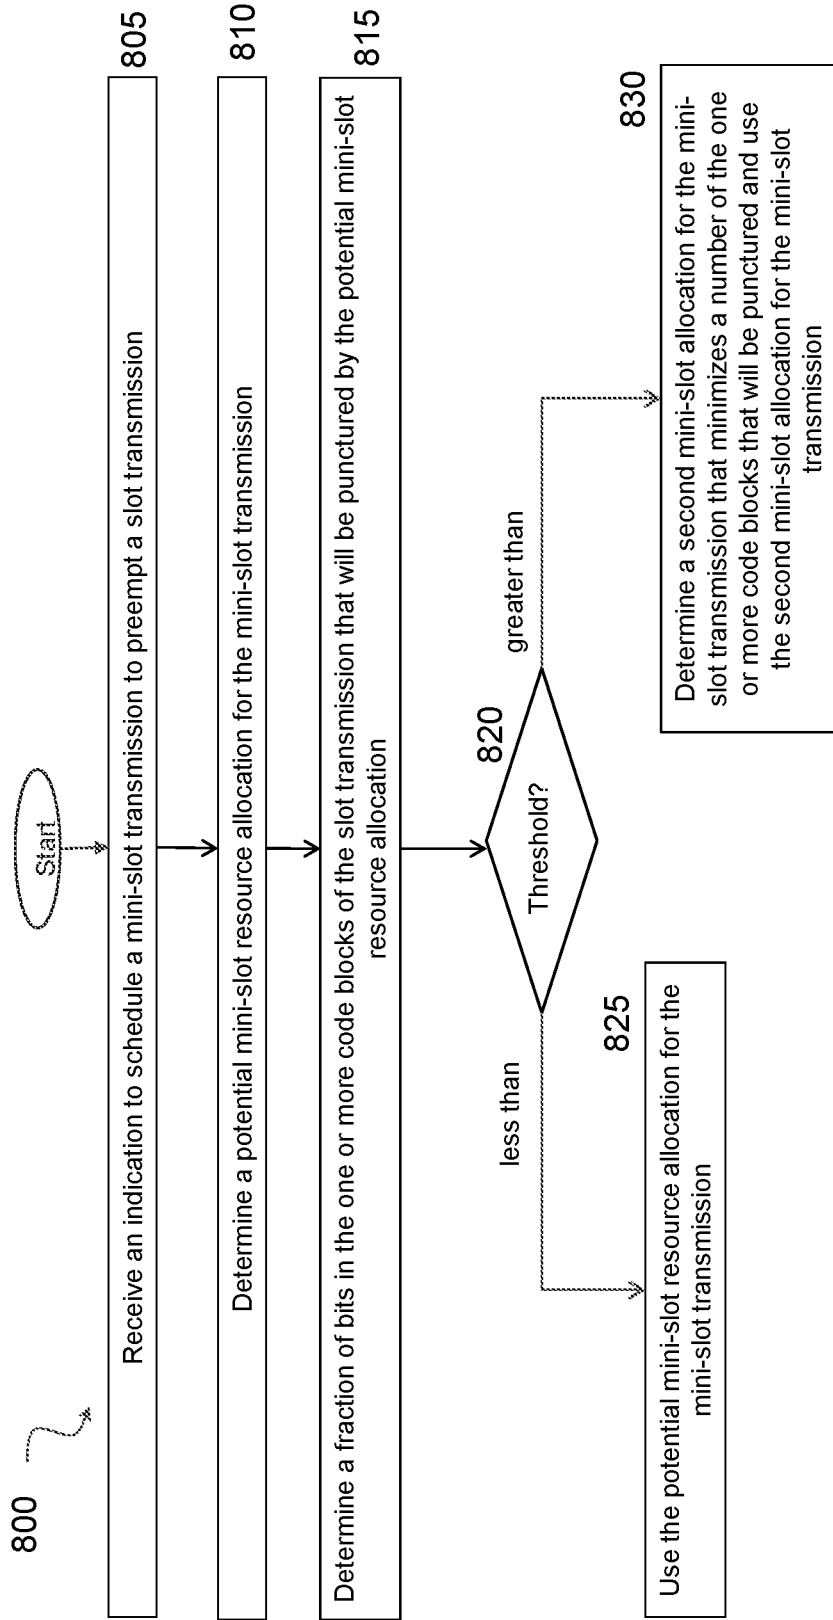 800
Start
805
Receive an indication to schedule a mini-slot transmission to preempt a slot transmission
810
Determine a potential mini-slot resource allocation for the mini-slot transmission
815
Determine a fraction of bits in the one or more code blocks of the slot transmission that will be punctured by the potential mini-slot
resource allocation
820
Threshold?
less than
greater than
825
Use the potential mini-slot resource allocation for the
mini-slot transmission
830
Determine a second mini-slot allocation for the mini-
slot transmission that minimizes a number of the one
or more code blocks that will be punctured and use
the second mini-slot allocation for the mini-slot
transmission